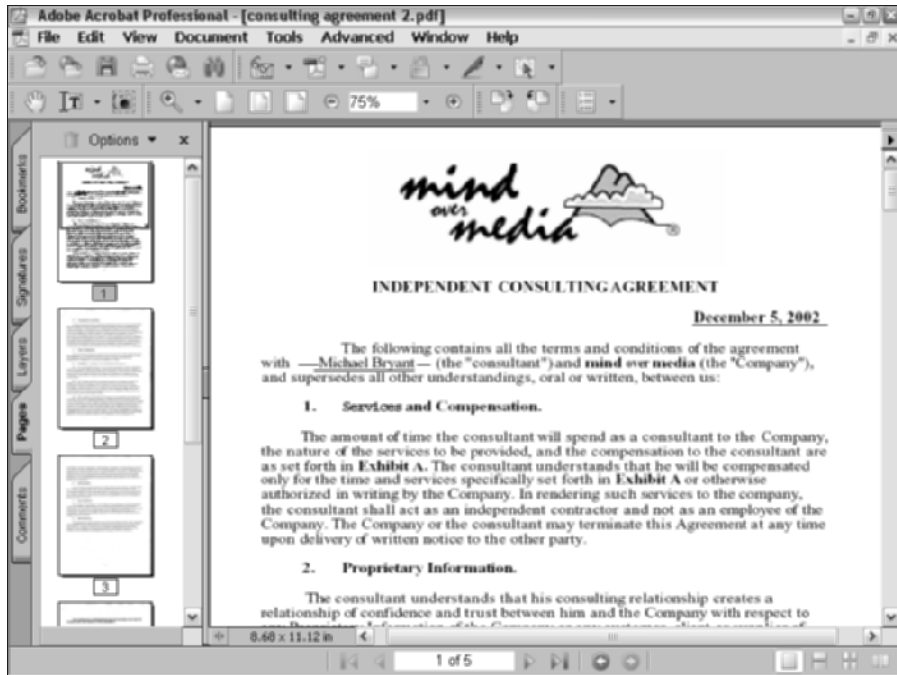 Adobe Acrobat Professional - [consulting agreement 2.pdf]
File Edit View Document Tools Advanced Window Help
75%
Options
Bookmarks
Signatures
Layers
Pages
Comments
1
2
3
mind
over
media
INDEPENDENT CONSULTING AGREEMENT
December 5, 2002
The following contains all the terms and conditions of the agreement
with Michael Bryant (the "consultant") and mind over media (the "Company"),
and supersedes all other understandings, oral or written, between us:
1. Services and Compensation.
The amount of time the consultant will spend as a consultant to the Company,
the nature of the services to be provided, and the compensation to the consultant are
as set forth in Exhibit A. The consultant understands that he will be compensated
only for the time and services specifically set forth in Exhibit A or otherwise
authorized in writing by the Company. In rendering such services to the company,
the consultant shall act as an independent contractor and not as an employee of the
Company. The Company or the consultant may terminate this Agreement at any time
upon delivery of written notice to the other party.
2. Proprietary Information.
The consultant understands that his consulting relationship creates a
relationship of confidence and trust between him and the Company with respect to
8.68 x 11.12 in
1 of 5